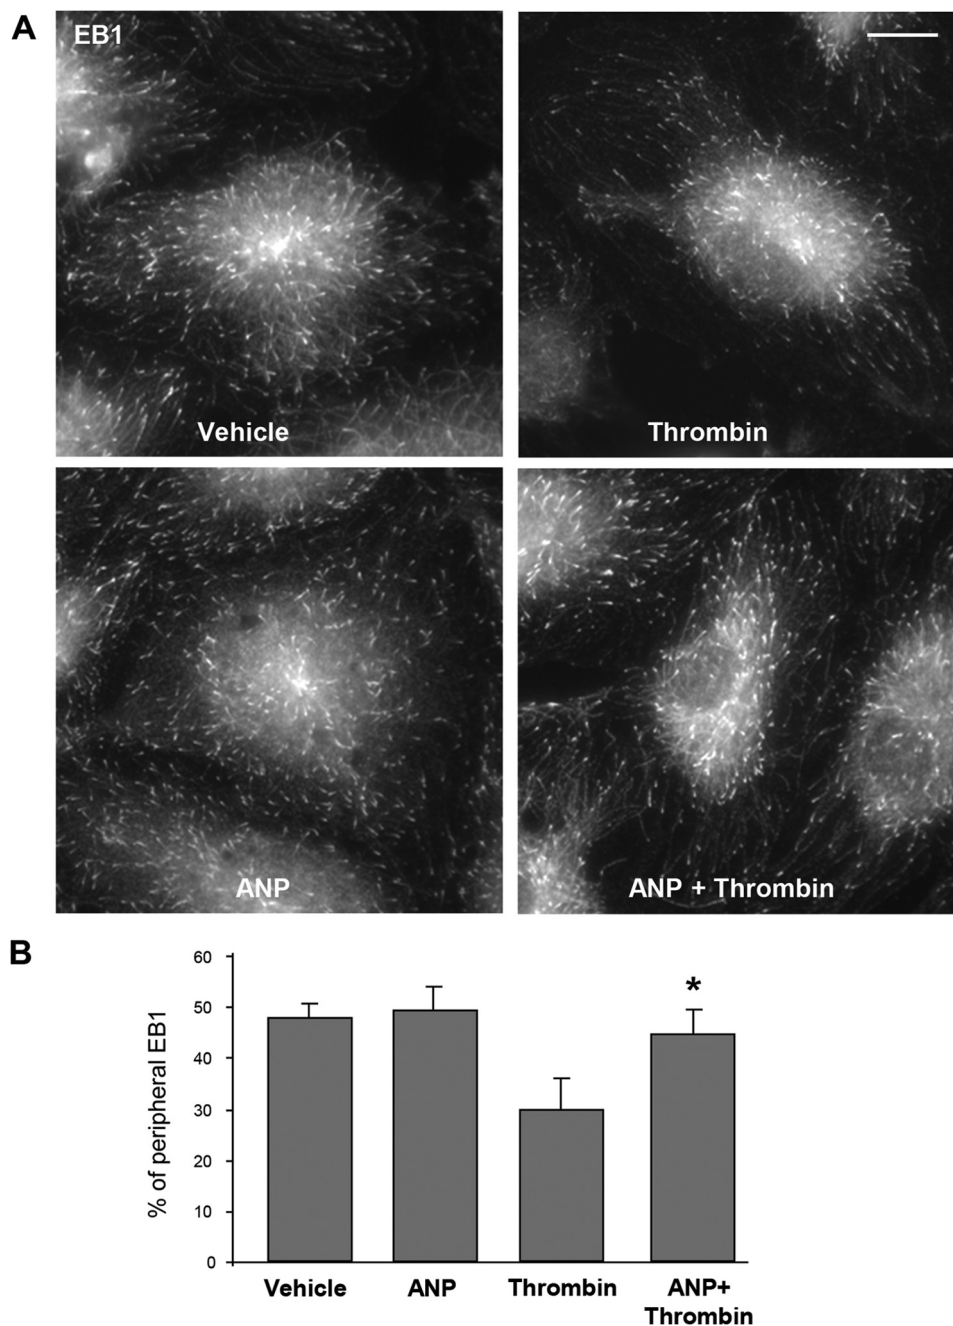 A
EB1
Vehicle
Thrombin
ANP
ANP + Thrombin
B
% of peripheral EB1
60
50
40
30
20
10
0
*
Vehicle
ANP
Thrombin
ANP+
Thrombin